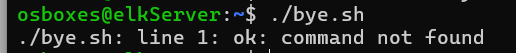 osboxes@elkServer:~$ ./bye.sh
./bye.sh: line 1: ok: command not found